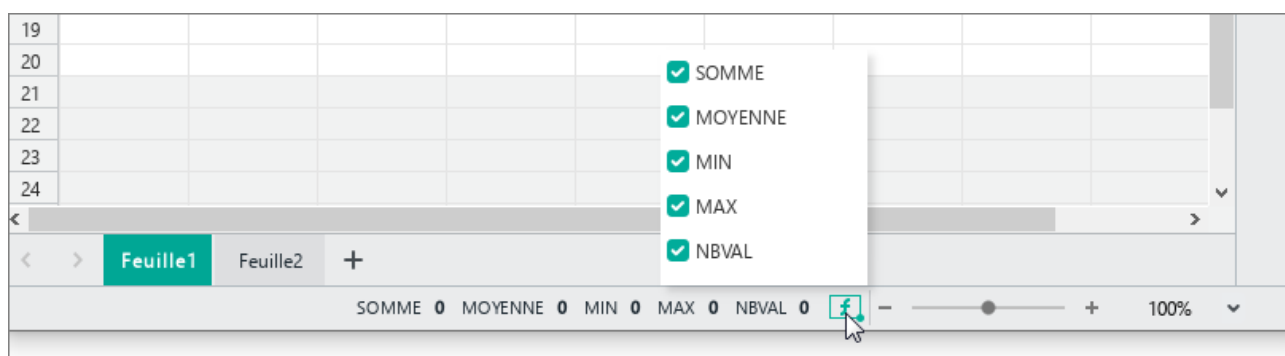 19
20
21
22
23
24
SOMME
MOYENNE
MIN
MAX
NBVAL
Feuille1 Feuille2 +
SOMME 0 MOYENNE 0 MIN 0 MAX 0 NBVAL 0 − + 100%